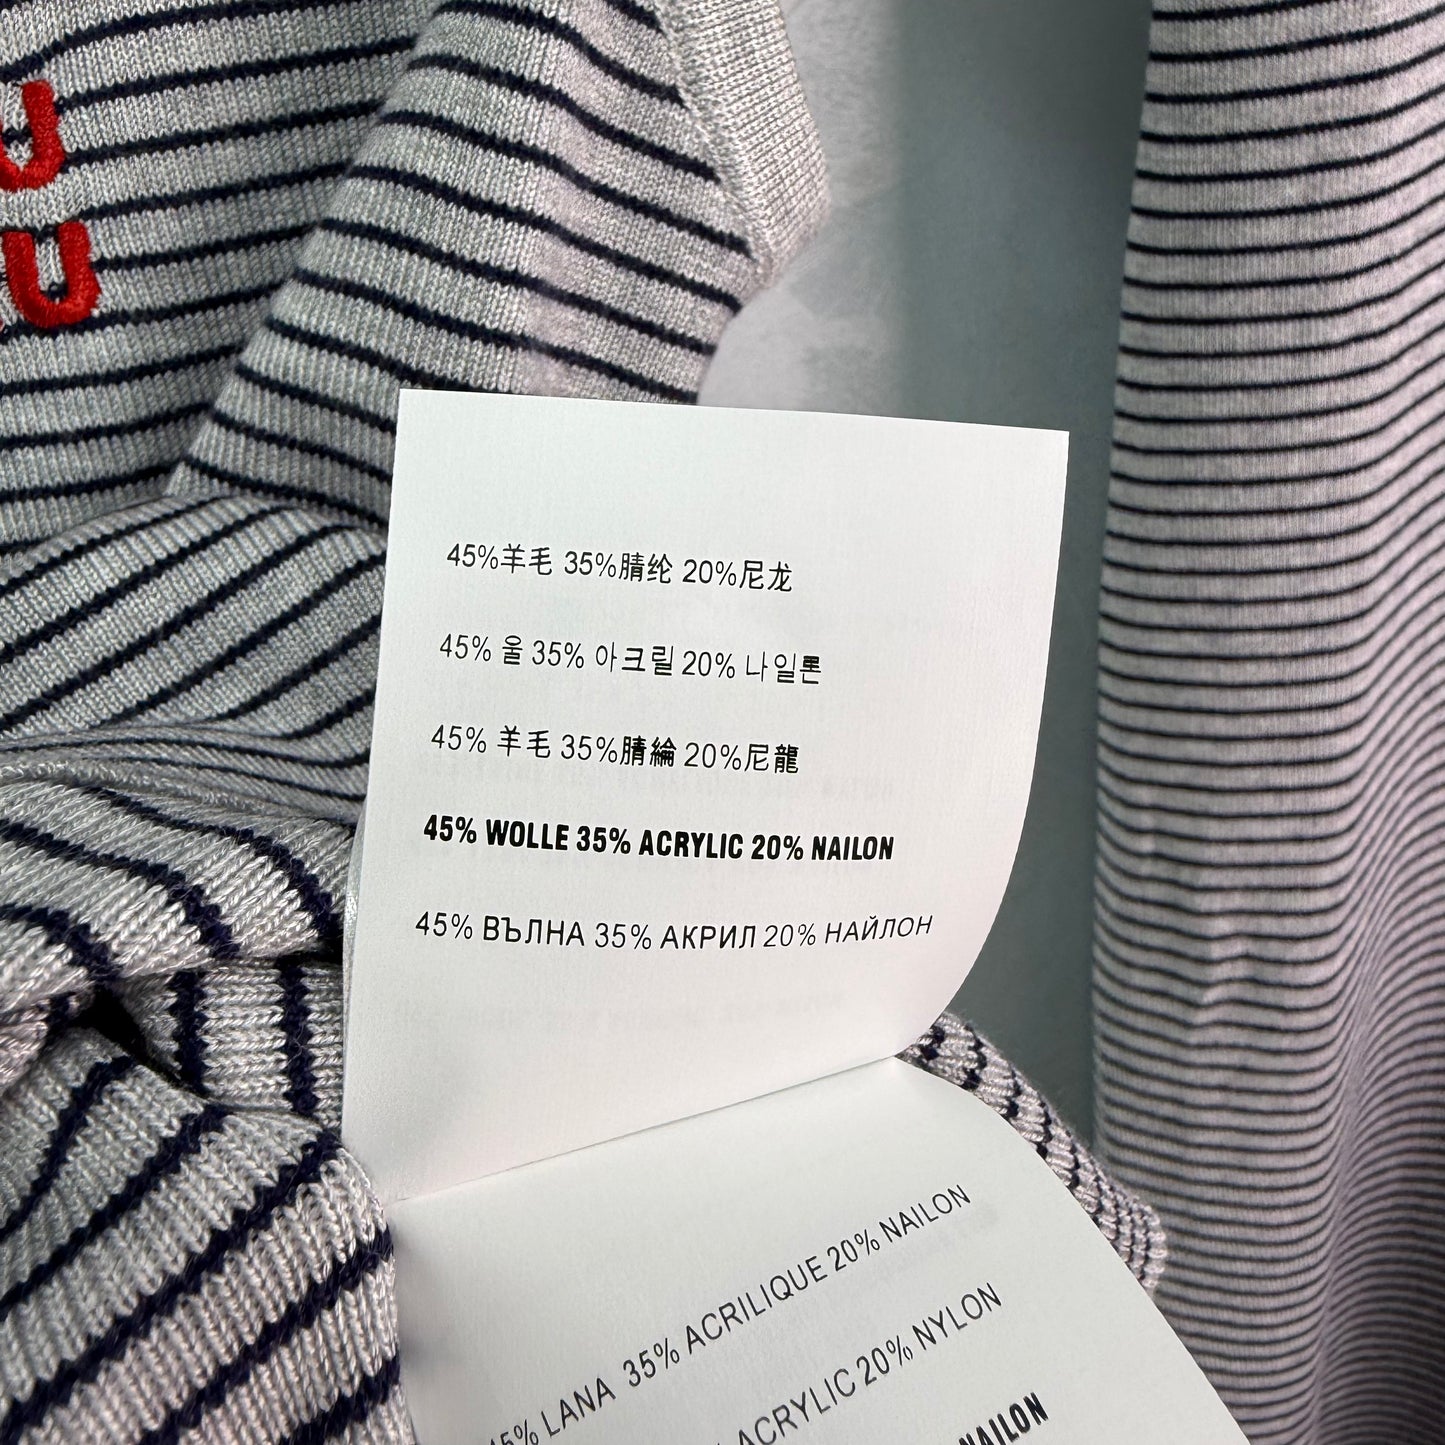 U
U
45%羊毛 35%腈纶 20%尼龙
45% 울 35% 아크릴 20% 나일론
45% 羊毛 35%腈綸 20%尼龍
45% WOLLE 35% ACRYLIC 20% NAILON
45% ВЪЛНА 35% АКРИЛ 20% НАЙЛОН
45% LANA 35% ACRILIQUE 20% NAILON
ACRYLIC 20% NYLON
NAILON